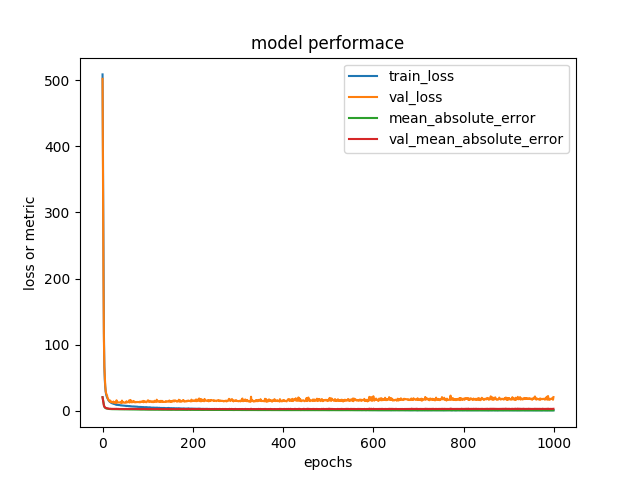 model performace
train_loss
val_loss
mean_absolute_error
val_mean_absolute_error
500
400
300
200
100
0
loss or metric
0 200 400 600 800 1000
epochs